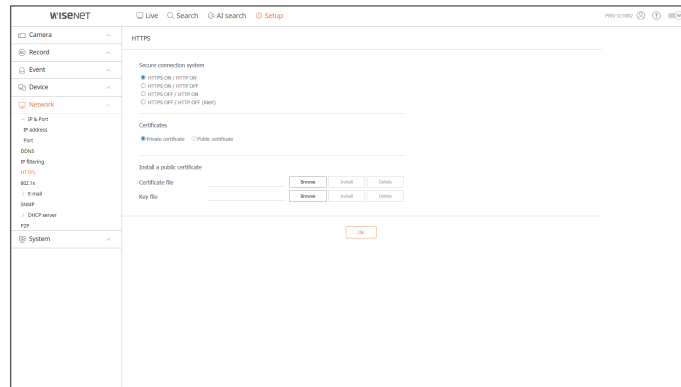 WISENET
Live Search AI search Setup
Camera
Record
Event
Device
Network
IP & Port
IP address
Port
DDNS
IP filtering
HTTPS
802.1x
E-mail
SNMP
DHCP server
P2P
System
HTTPS
Secure connection system
HTTPS ON / HTTP ON
HTTPS ON / HTTP OFF
HTTPS OFF / HTTP ON
HTTPS OFF / HTTP OFF (Alert)
Certificates
Private certificate Public certificate
Install a public certificate
Certificate file Browse Install Delete
Key file Browse Install Delete
OK